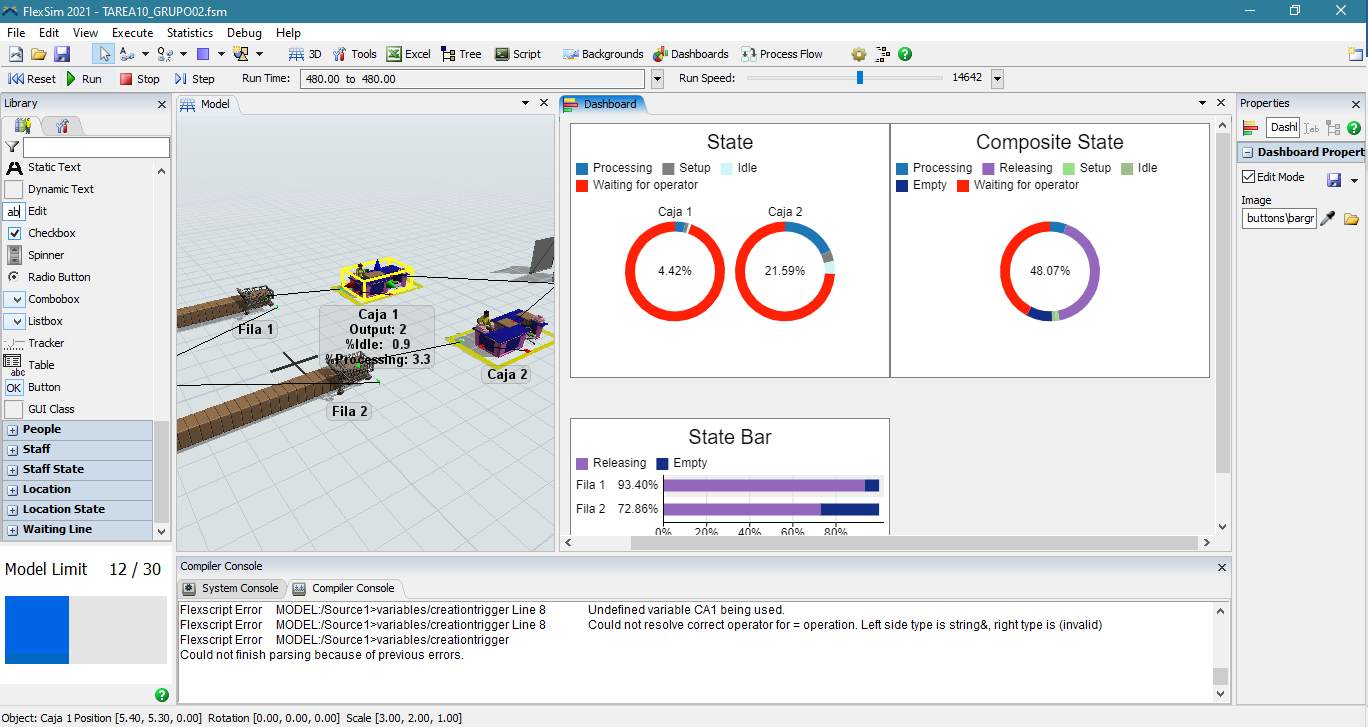 FlexSim 2021 - TAREA10_GRUPO02.fsm
File Edit View Execute Statistics Debug Help
3D Tools Excel Tree Script Backgrounds Dashboards Process Flow
Reset Run Stop Step Run Time: 480.00 to 480.00 Run Speed: 14642
Library
Static Text
Dynamic Text
ab Edit
Checkbox
Spinner
Radio Button
Combobox
Listbox
Tracker
abc Table
OK Button
GUI Class
People
Staff
Staff State
Location
Location State
Waiting Line
Model Limit 12 / 30
Model
Fila 1
Caja 1
Output: 2
%Idle: 0.9
%Processing: 3.3
Caja 2
Fila 2
Dashboard
State
Processing Setup Idle
Waiting for operator
Caja 1 Caja 2
4.42% 21.59%
Composite State
Processing Releasing Setup Idle
Empty Waiting for operator
48.07%
State Bar
Releasing Empty
Fila 1 93.40%
Fila 2 72.86%
0% 20% 40% 60% 80%
Properties
Dashl
Dashboard Propert
Edit Mode
Image
buttons\bargr
Compiler Console
System Console Compiler Console
Flexscript Error MODEL:/Source1>variables/creationtrigger Line 8 Undefined variable CA1 being used.
Flexscript Error MODEL:/Source1>variables/creationtrigger Line 8 Could not resolve correct operator for = operation. Left side type is string&, right type is (invalid)
Flexscript Error MODEL:/Source1>variables/creationtrigger
Could not finish parsing because of previous errors.
Object: Caja 1 Position [5.40, 5.30, 0.00] Rotation [0.00, 0.00, 0.00] Scale [3.00, 2.00, 1.00]